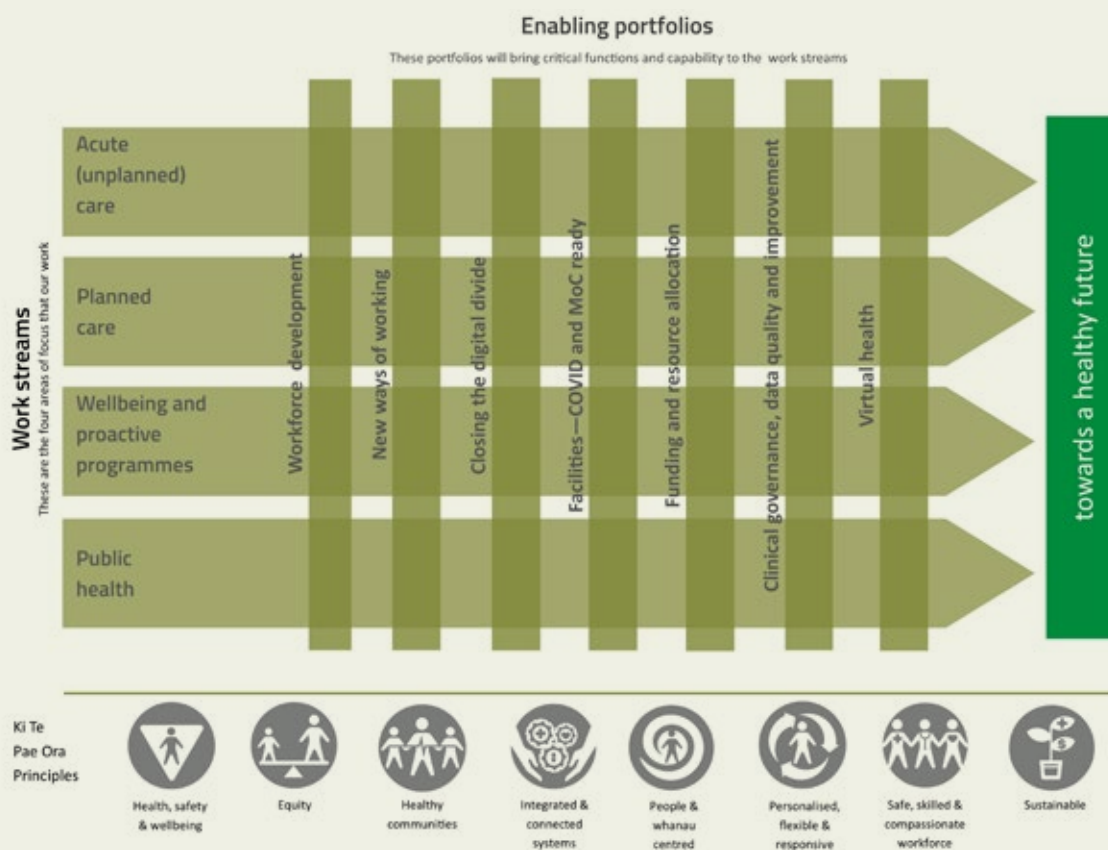 Enabling portfolios
These portfolios will bring critical functions and capability to the work streams
Work streams
These are the four areas of focus that our work
Acute
(unplanned)
care
Planned
care
Wellbeing and
proactive
programmes
Public
health
Workforce development
New ways of working
Closing the digital divide
Facilities—COVID and MoC ready
Funding and resource allocation
Clinical governance, data quality and improvement
Virtual health
towards a healthy future
Ki Te
Pae Ora
Principles
Health, safety
& wellbeing
Equity
Healthy
communities
Integrated &
connected
systems
People &
whanau
centred
Personalised,
flexible &
responsive
Safe, skilled &
compassionate
workforce
Sustainable